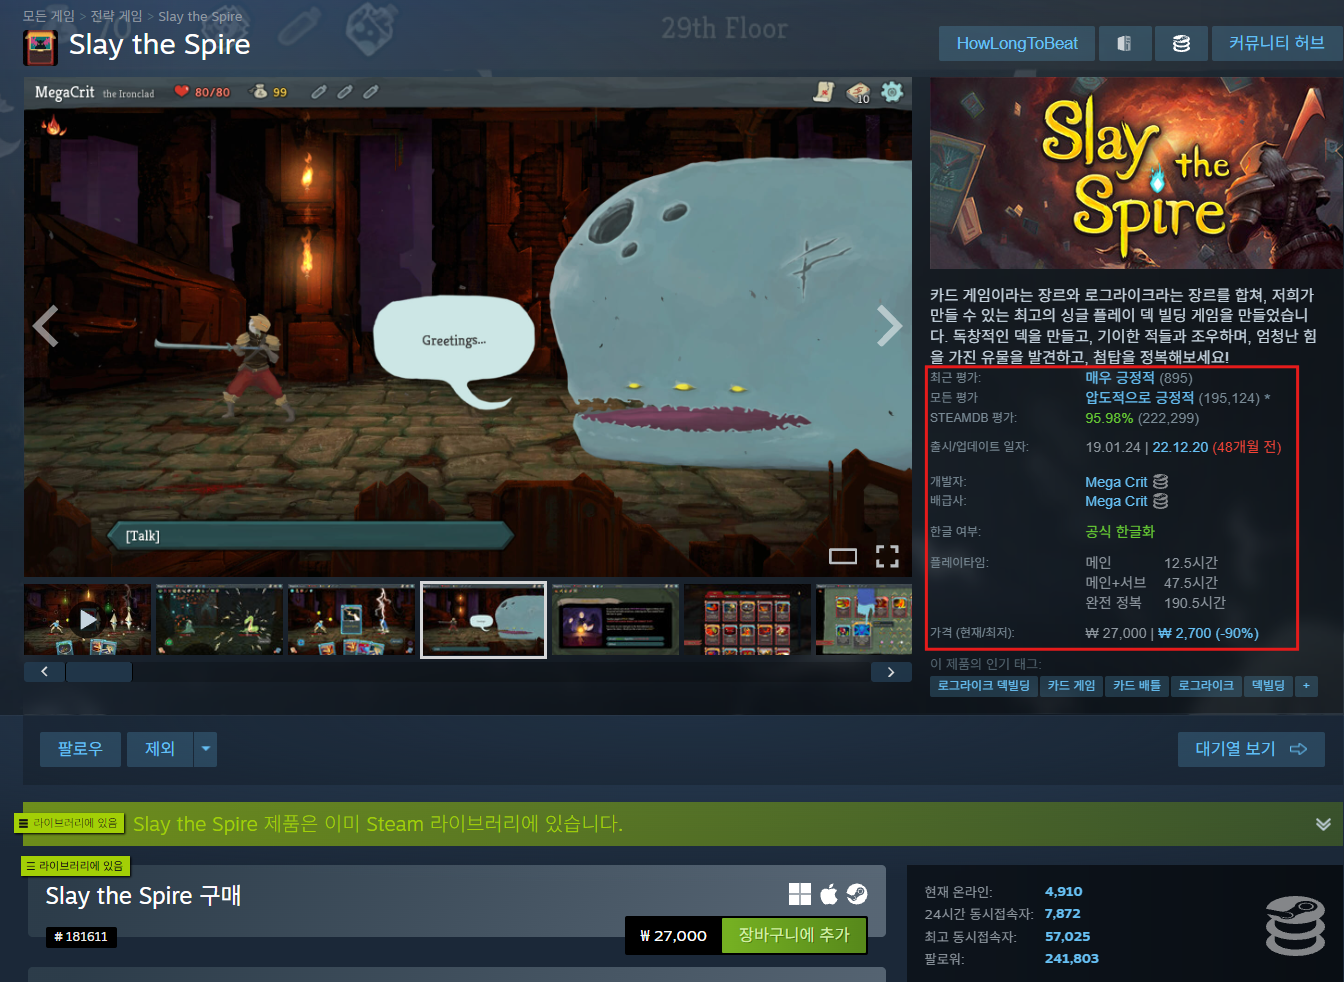 모든 게임 > 전략 게임 > Slay the Spire
Slay the Spire
29th Floor
HowLongToBeat
커뮤니티 허브
MegaCrit the Ironclad 80/80 99
10
Greetings...
[Talk]
Slay the Spire
카드 게임이라는 장르와 로그라이크라는 장르를 합쳐, 저희가
만들 수 있는 최고의 싱글 플레이 덱 빌딩 게임을 만들었습니
다. 독창적인 덱을 만들고, 기이한 적들과 조우하며, 엄청난 힘
을 가진 유물을 발견하고, 첨탑을 정복해보세요!
최근 평가: 매우 긍정적 (895)
모든 평가 압도적으로 긍정적 (195,124) *
STEAMDB 평가: 95.98% (222,299)
출시/업데이트 일자: 19.01.24 | 22.12.20 (48개월 전)
개발자: Mega Crit
배급사: Mega Crit
한글 여부: 공식 한글화
플레이타임: 메인 12.5시간
메인+서브 47.5시간
완전 정복 190.5시간
가격 (현재/최저): ₩ 27,000 | ₩ 2,700 (-90%)
이 제품의 인기 태그:
로그라이크 덱빌딩 카드 게임 카드 배틀 로그라이크 덱빌딩 +
팔로우 제외
대기열 보기
라이브러리에 있음 Slay the Spire 제품은 이미 Steam 라이브러리에 있습니다.
라이브러리에 있음
Slay the Spire 구매
# 181611
₩ 27,000 장바구니에 추가
현재 온라인: 4,910
24시간 동시접속자: 7,872
최고 동시접속자: 57,025
팔로워: 241,803